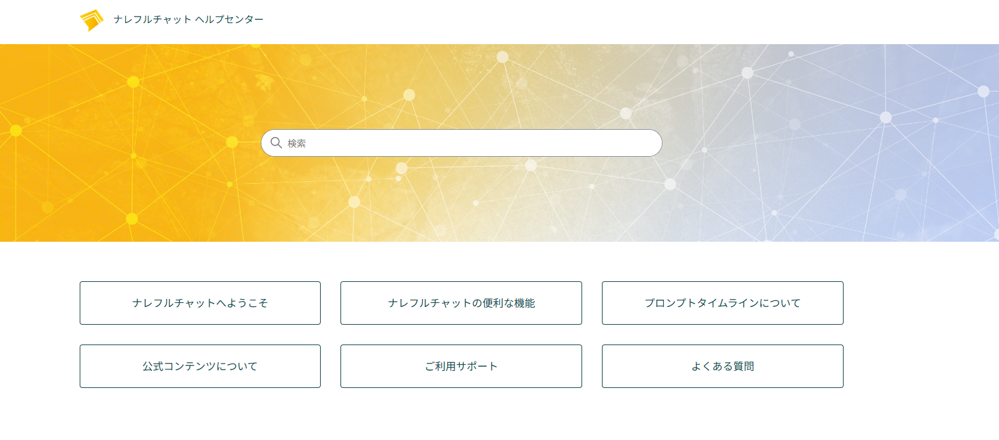 ナレフルチャット ヘルプセンター
検索
ナレフルチャットへようこそ
ナレフルチャットの便利な機能
プロンプトタイムラインについて
公式コンテンツについて
ご利用サポート
よくある質問